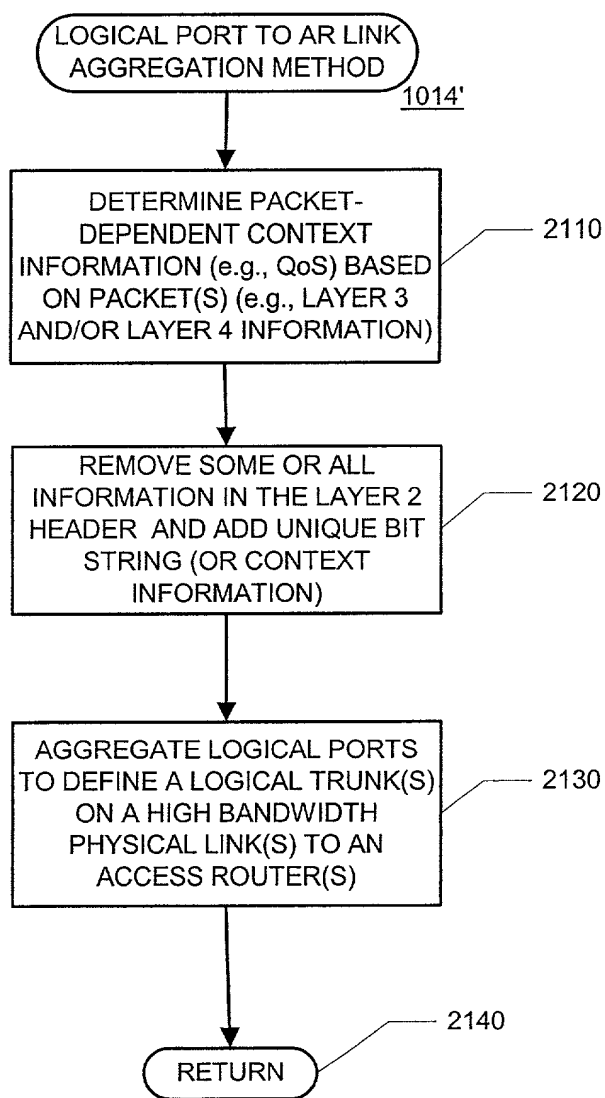 LOGICAL PORT TO AR LINK
AGGREGATION METHOD
1014'
DETERMINE PACKET-
DEPENDENT CONTEXT
INFORMATION (e.g., QoS) BASED
ON PACKET(S) (e.g., LAYER 3
AND/OR LAYER 4 INFORMATION)
2110
REMOVE SOME OR ALL
INFORMATION IN THE LAYER 2
HEADER AND ADD UNIQUE BIT
STRING (OR CONTEXT
INFORMATION)
2120
AGGREGATE LOGICAL PORTS
TO DEFINE A LOGICAL TRUNK(S)
ON A HIGH BANDWIDTH
PHYSICAL LINK(S) TO AN
ACCESS ROUTER(S)
2130
2140
RETURN